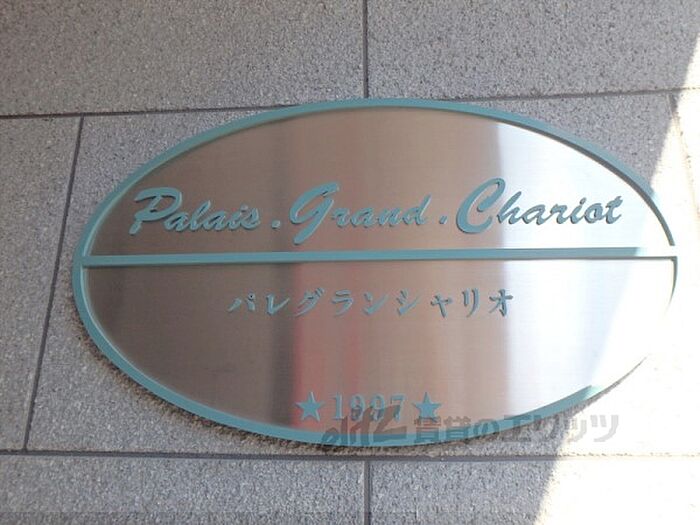 Palais.Grand.Chariot
パレグランシャリオ
★1997★
elitz 賃貸のエリッツ